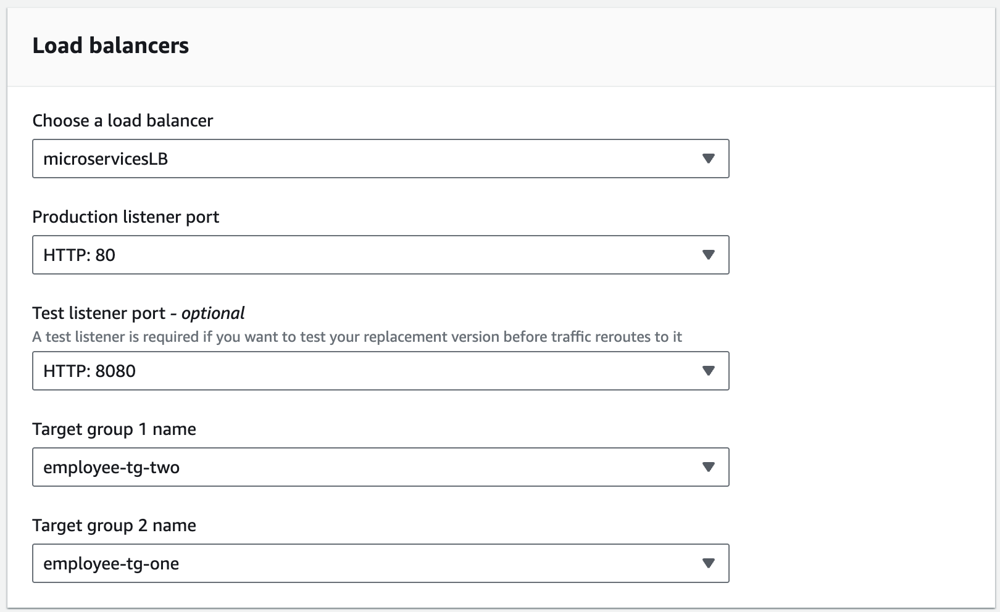 Load balancers
Choose a load balancer
microservicesLB
Production listener port
HTTP: 80
Test listener port - optional
A test listener is required if you want to test your replacement version before traffic reroutes to it
HTTP: 8080
Target group 1 name
employee-tg-two
Target group 2 name
employee-tg-one